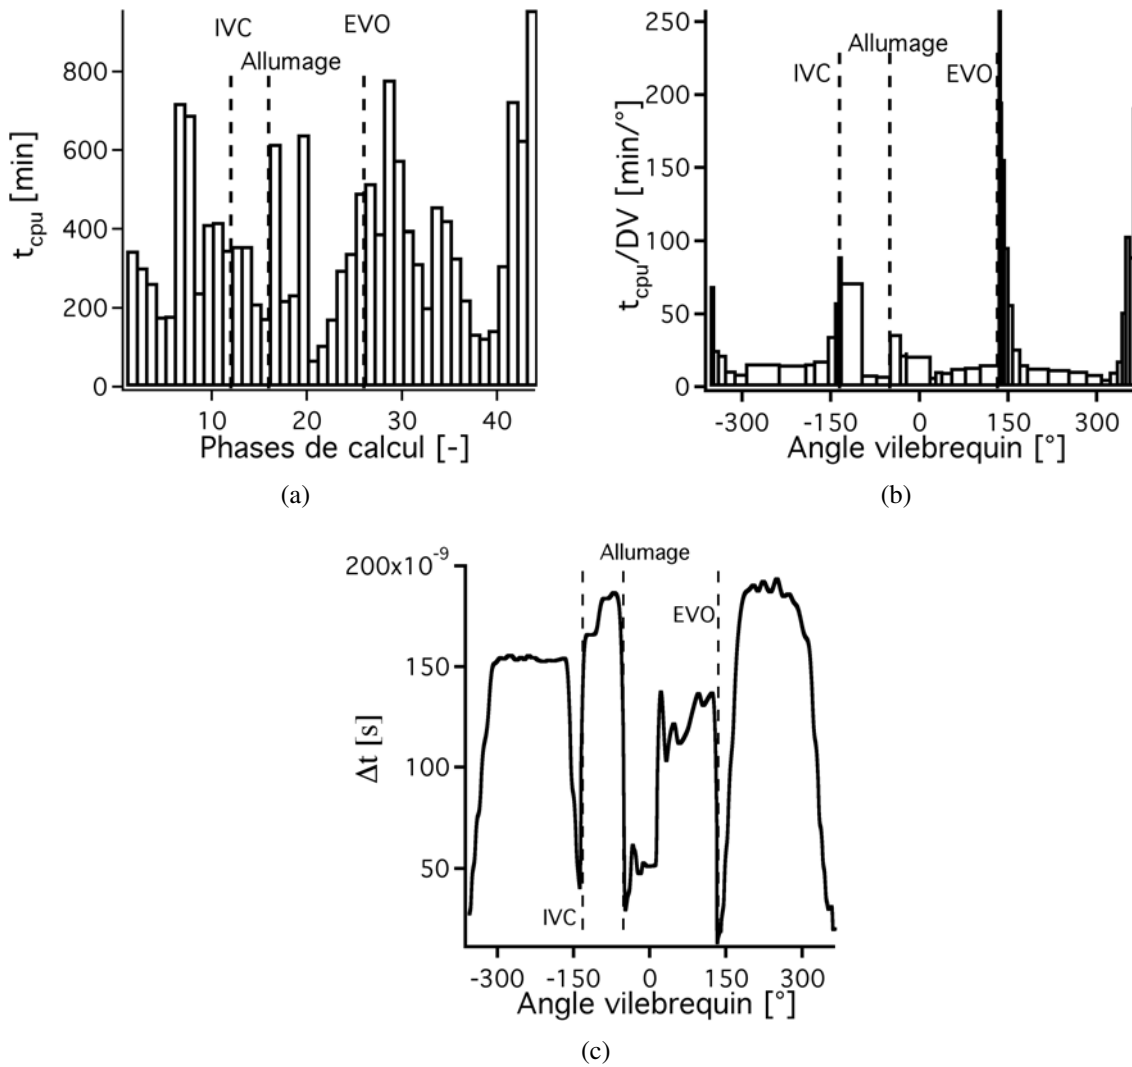 IVC
EVO
Allumage
800
600
400
200
0
t_cpu [min]
10 20 30 40
Phases de calcul [-]
(a)
250
200
150
100
50
0
t_cpu/DV [min/°]
Allumage
IVC
EVO
-300 -150 0 150 300
Angle vilebrequin [°]
(b)
200x10⁻⁹
150
100
50
Δt [s]
Allumage
EVO
IVC
-300 -150 0 150 300
Angle vilebrequin [°]
(c)